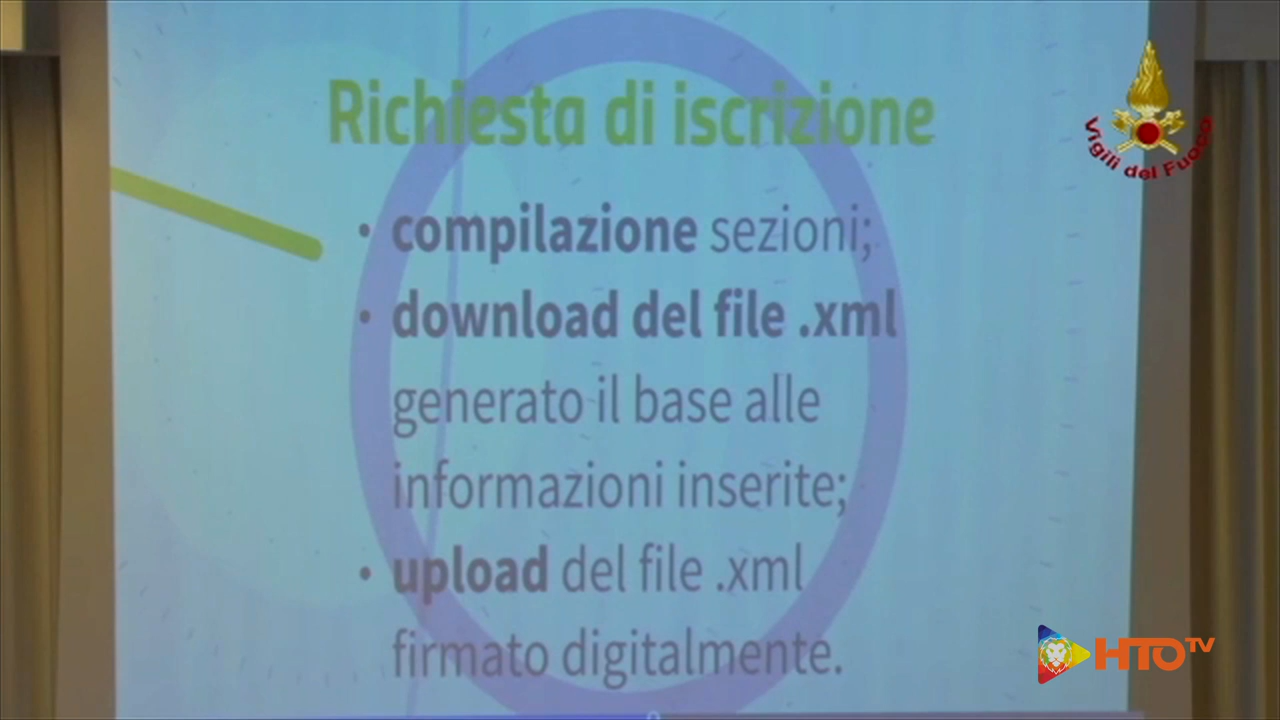 Richiesta di iscrizione
• compilazione sezioni;
• download del file .xml
generato il base alle
informazioni inserite;
• upload del file .xml
firmato digitalmente.
Vigili del Fuoco
HTO TV